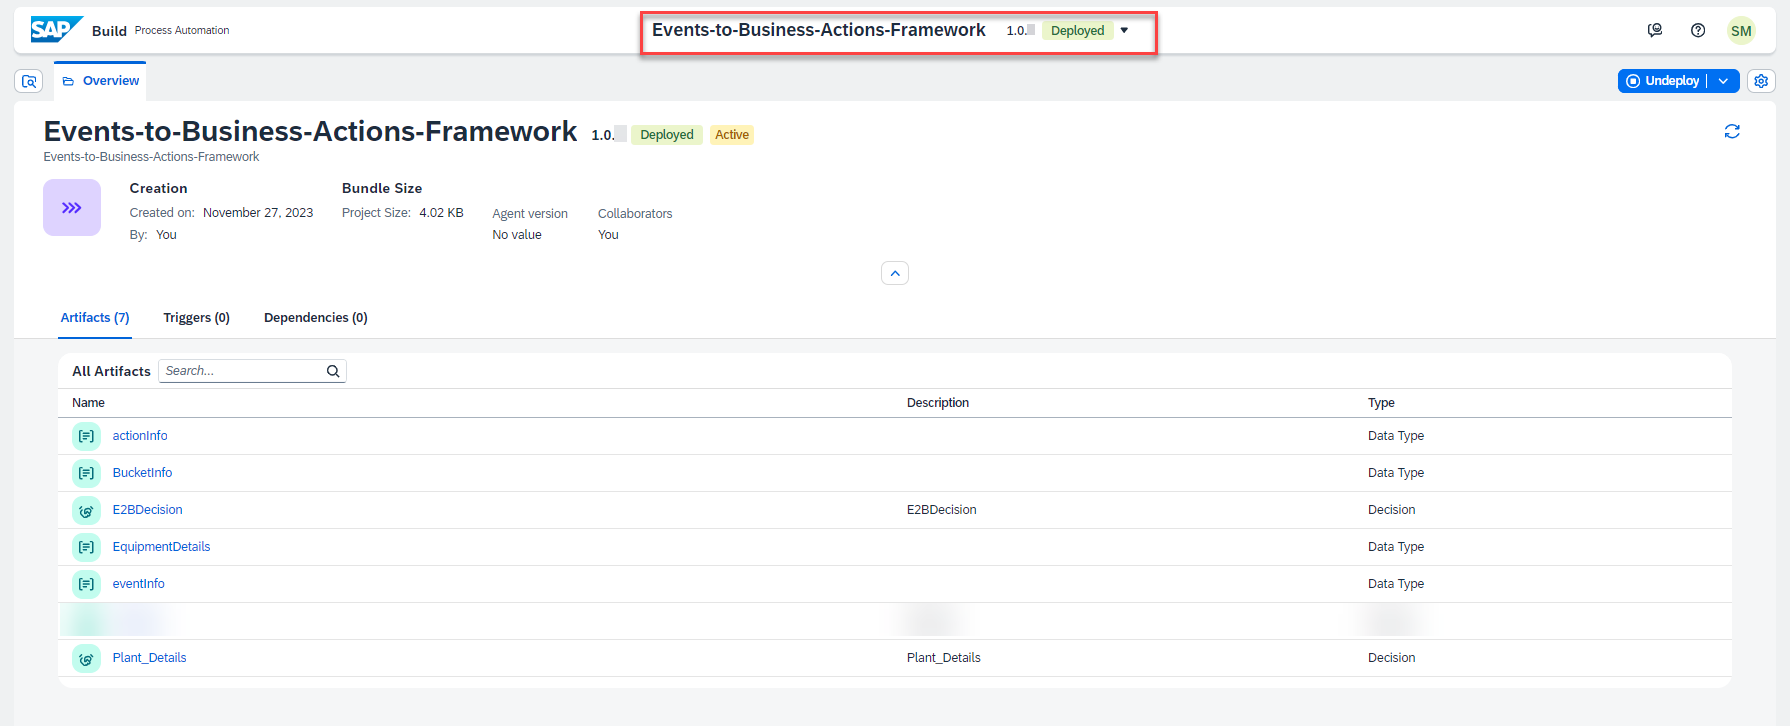 SAP Build Process Automation
Events-to-Business-Actions-Framework 1.0. Deployed
SM
Overview
Undeploy
Events-to-Business-Actions-Framework 1.0. Deployed Active
Events-to-Business-Actions-Framework
Creation
Created on: November 27, 2023
By: You
Bundle Size
Project Size: 4.02 KB
Agent version
No value
Collaborators
You
Artifacts (7) Triggers (0) Dependencies (0)
All Artifacts Search...
Name Description Type
actionInfo Data Type
BucketInfo Data Type
E2BDecision E2BDecision Decision
EquipmentDetails Data Type
eventInfo Data Type
Plant_Details Plant_Details Decision